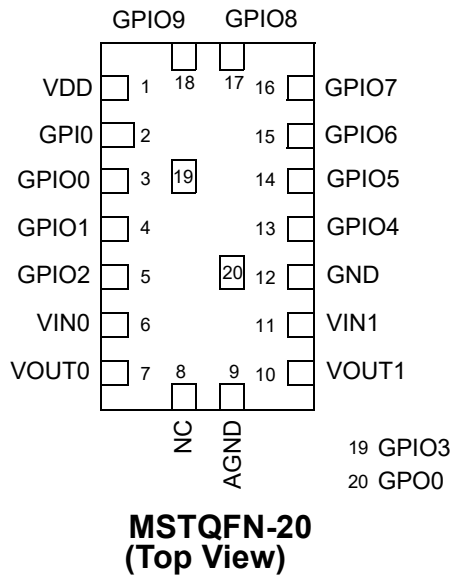 GPIO9 GPIO8
VDD 1 18 17 16 GPIO7
GPI0 2 15 GPIO6
GPIO0 3 19 14 GPIO5
GPIO1 4 13 GPIO4
GPIO2 5 20 12 GND
VIN0 6 11 VIN1
VOUT0 7 8 9 10 VOUT1
NC AGND
19 GPIO3
20 GPO0
MSTQFN-20
(Top View)